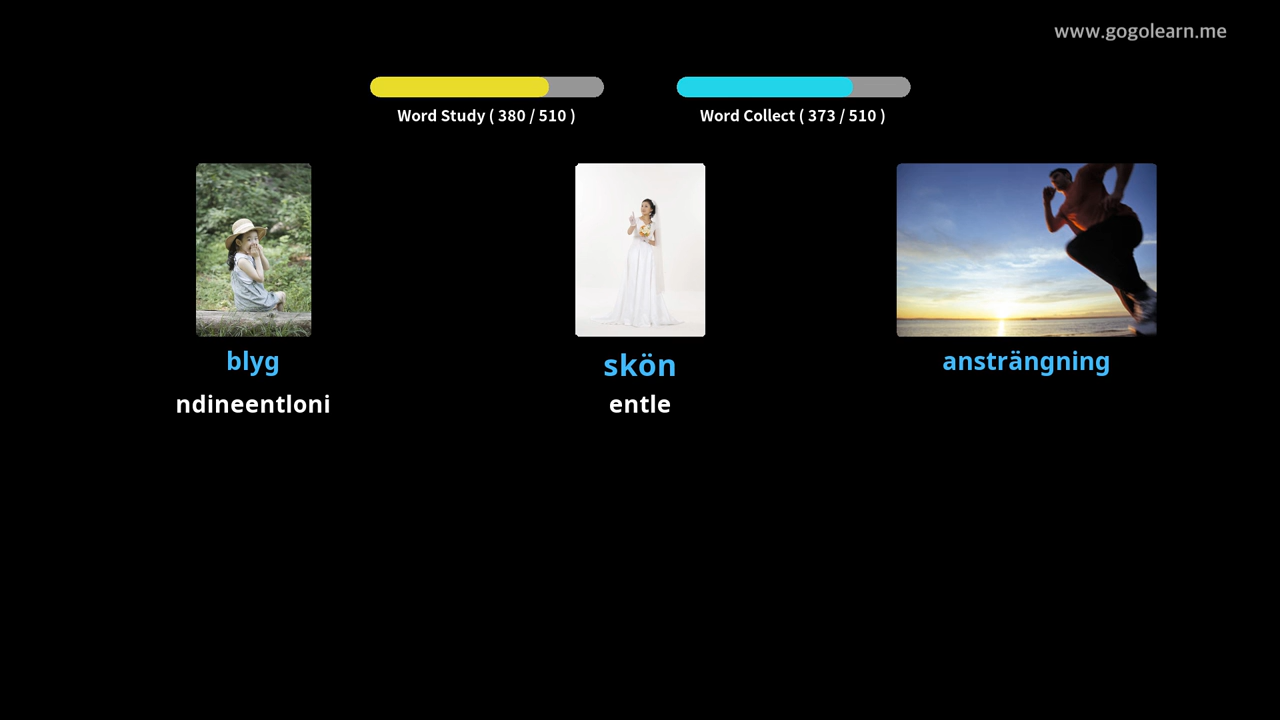 www.gogolearn.me
Word Study ( 380 / 510 )
Word Collect ( 373 / 510 )
blyg
skön
ansträngning
ndineentloni
entle